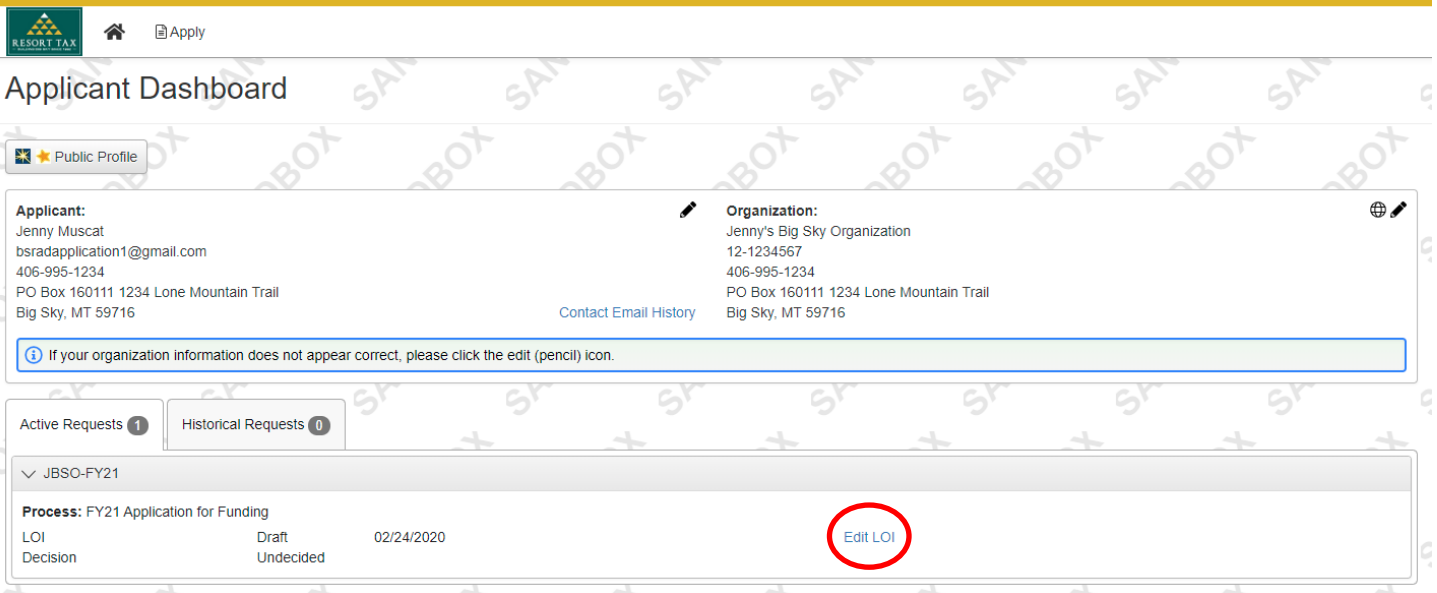 RESORT TAX
Apply
Applicant Dashboard
Public Profile
Applicant:
Jenny Muscat
bsradapplication1@gmail.com
406-995-1234
PO Box 160111 1234 Lone Mountain Trail
Big Sky, MT 59716
Contact Email History
Organization:
Jenny's Big Sky Organization
12-1234567
406-995-1234
PO Box 160111 1234 Lone Mountain Trail
Big Sky, MT 59716
If your organization information does not appear correct, please click the edit (pencil) icon.
Active Requests 1
Historical Requests 0
JBSO-FY21
Process: FY21 Application for Funding
LOI Draft 02/24/2020 Edit LOI
Decision Undecided